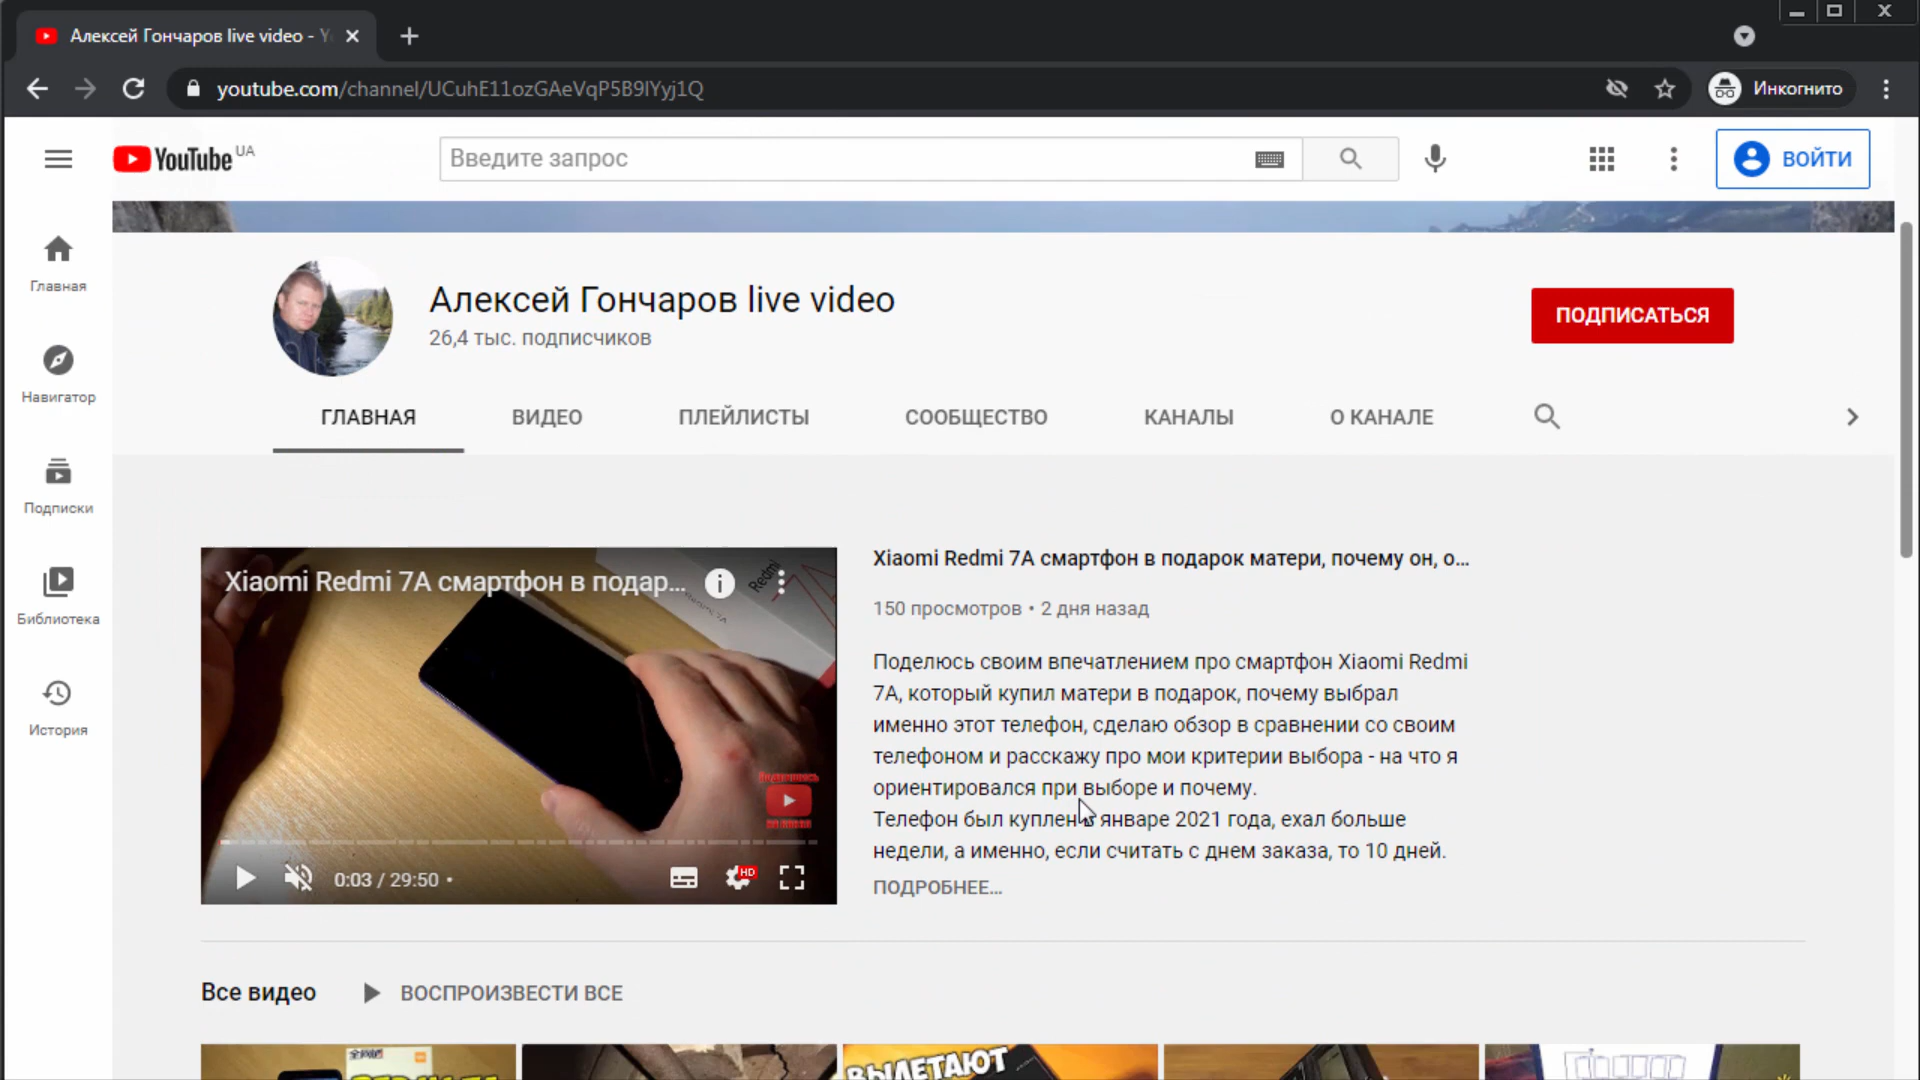 Алексей Гончаров live video - Y
youtube.com/channel/UCuhE11ozGAeVqP5B9IYyj1Q
Инкогнито
YouTube UA
Введите запрос
ВОЙТИ
Главная
Навигатор
Подписки
Библиотека
История
Алексей Гончаров live video
26,4 тыс. подписчиков
ПОДПИСАТЬСЯ
ГЛАВНАЯ ВИДЕО ПЛЕЙЛИСТЫ СООБЩЕСТВО КАНАЛЫ О КАНАЛЕ
Xiaomi Redmi 7A смартфон в подар...
Redmi
0:03 / 29:50 •
HD
Xiaomi Redmi 7A смартфон в подарок матери, почему он, о...
150 просмотров • 2 дня назад
Поделюсь своим впечатлением про смартфон Xiaomi Redmi
7A, который купил матери в подарок, почему выбрал
именно этот телефон, сделаю обзор в сравнении со своим
телефоном и расскажу про мои критерии выбора - на что я
ориентировался при выборе и почему.
Телефон был куплен в январе 2021 года, ехал больше
недели, а именно, если считать с днем заказа, то 10 дней.
ПОДРОБНЕЕ...
Все видео
ВОСПРОИЗВЕСТИ ВСЕ
ВЫЛЕТАЮТ